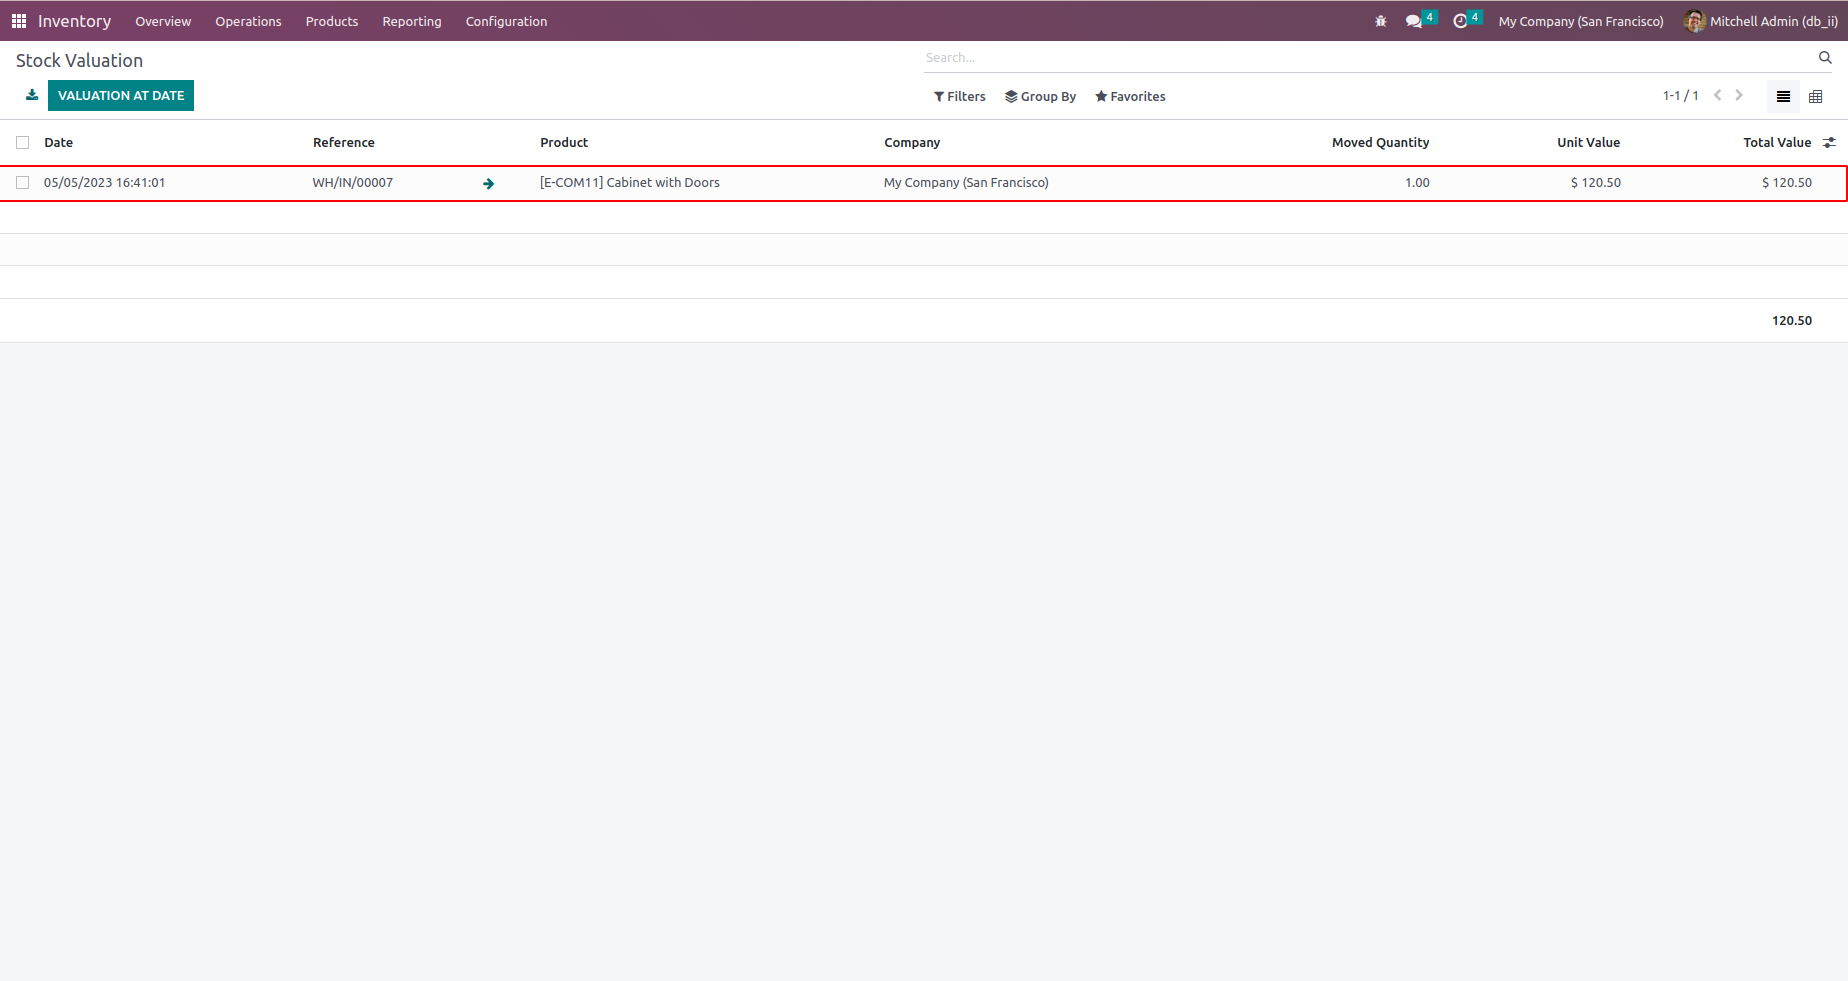 Inventory Overview Operations Products Reporting Configuration 4 4 My Company (San Francisco) Mitchell Admin (db_ii)
Stock Valuation Search...
VALUATION AT DATE Filters Group By Favorites 1-1 / 1
Date Reference Product Company Moved Quantity Unit Value Total Value
05/05/2023 16:41:01 WH/IN/00007 [E-COM11] Cabinet with Doors My Company (San Francisco) 1.00 $ 120.50 $ 120.50
120.50